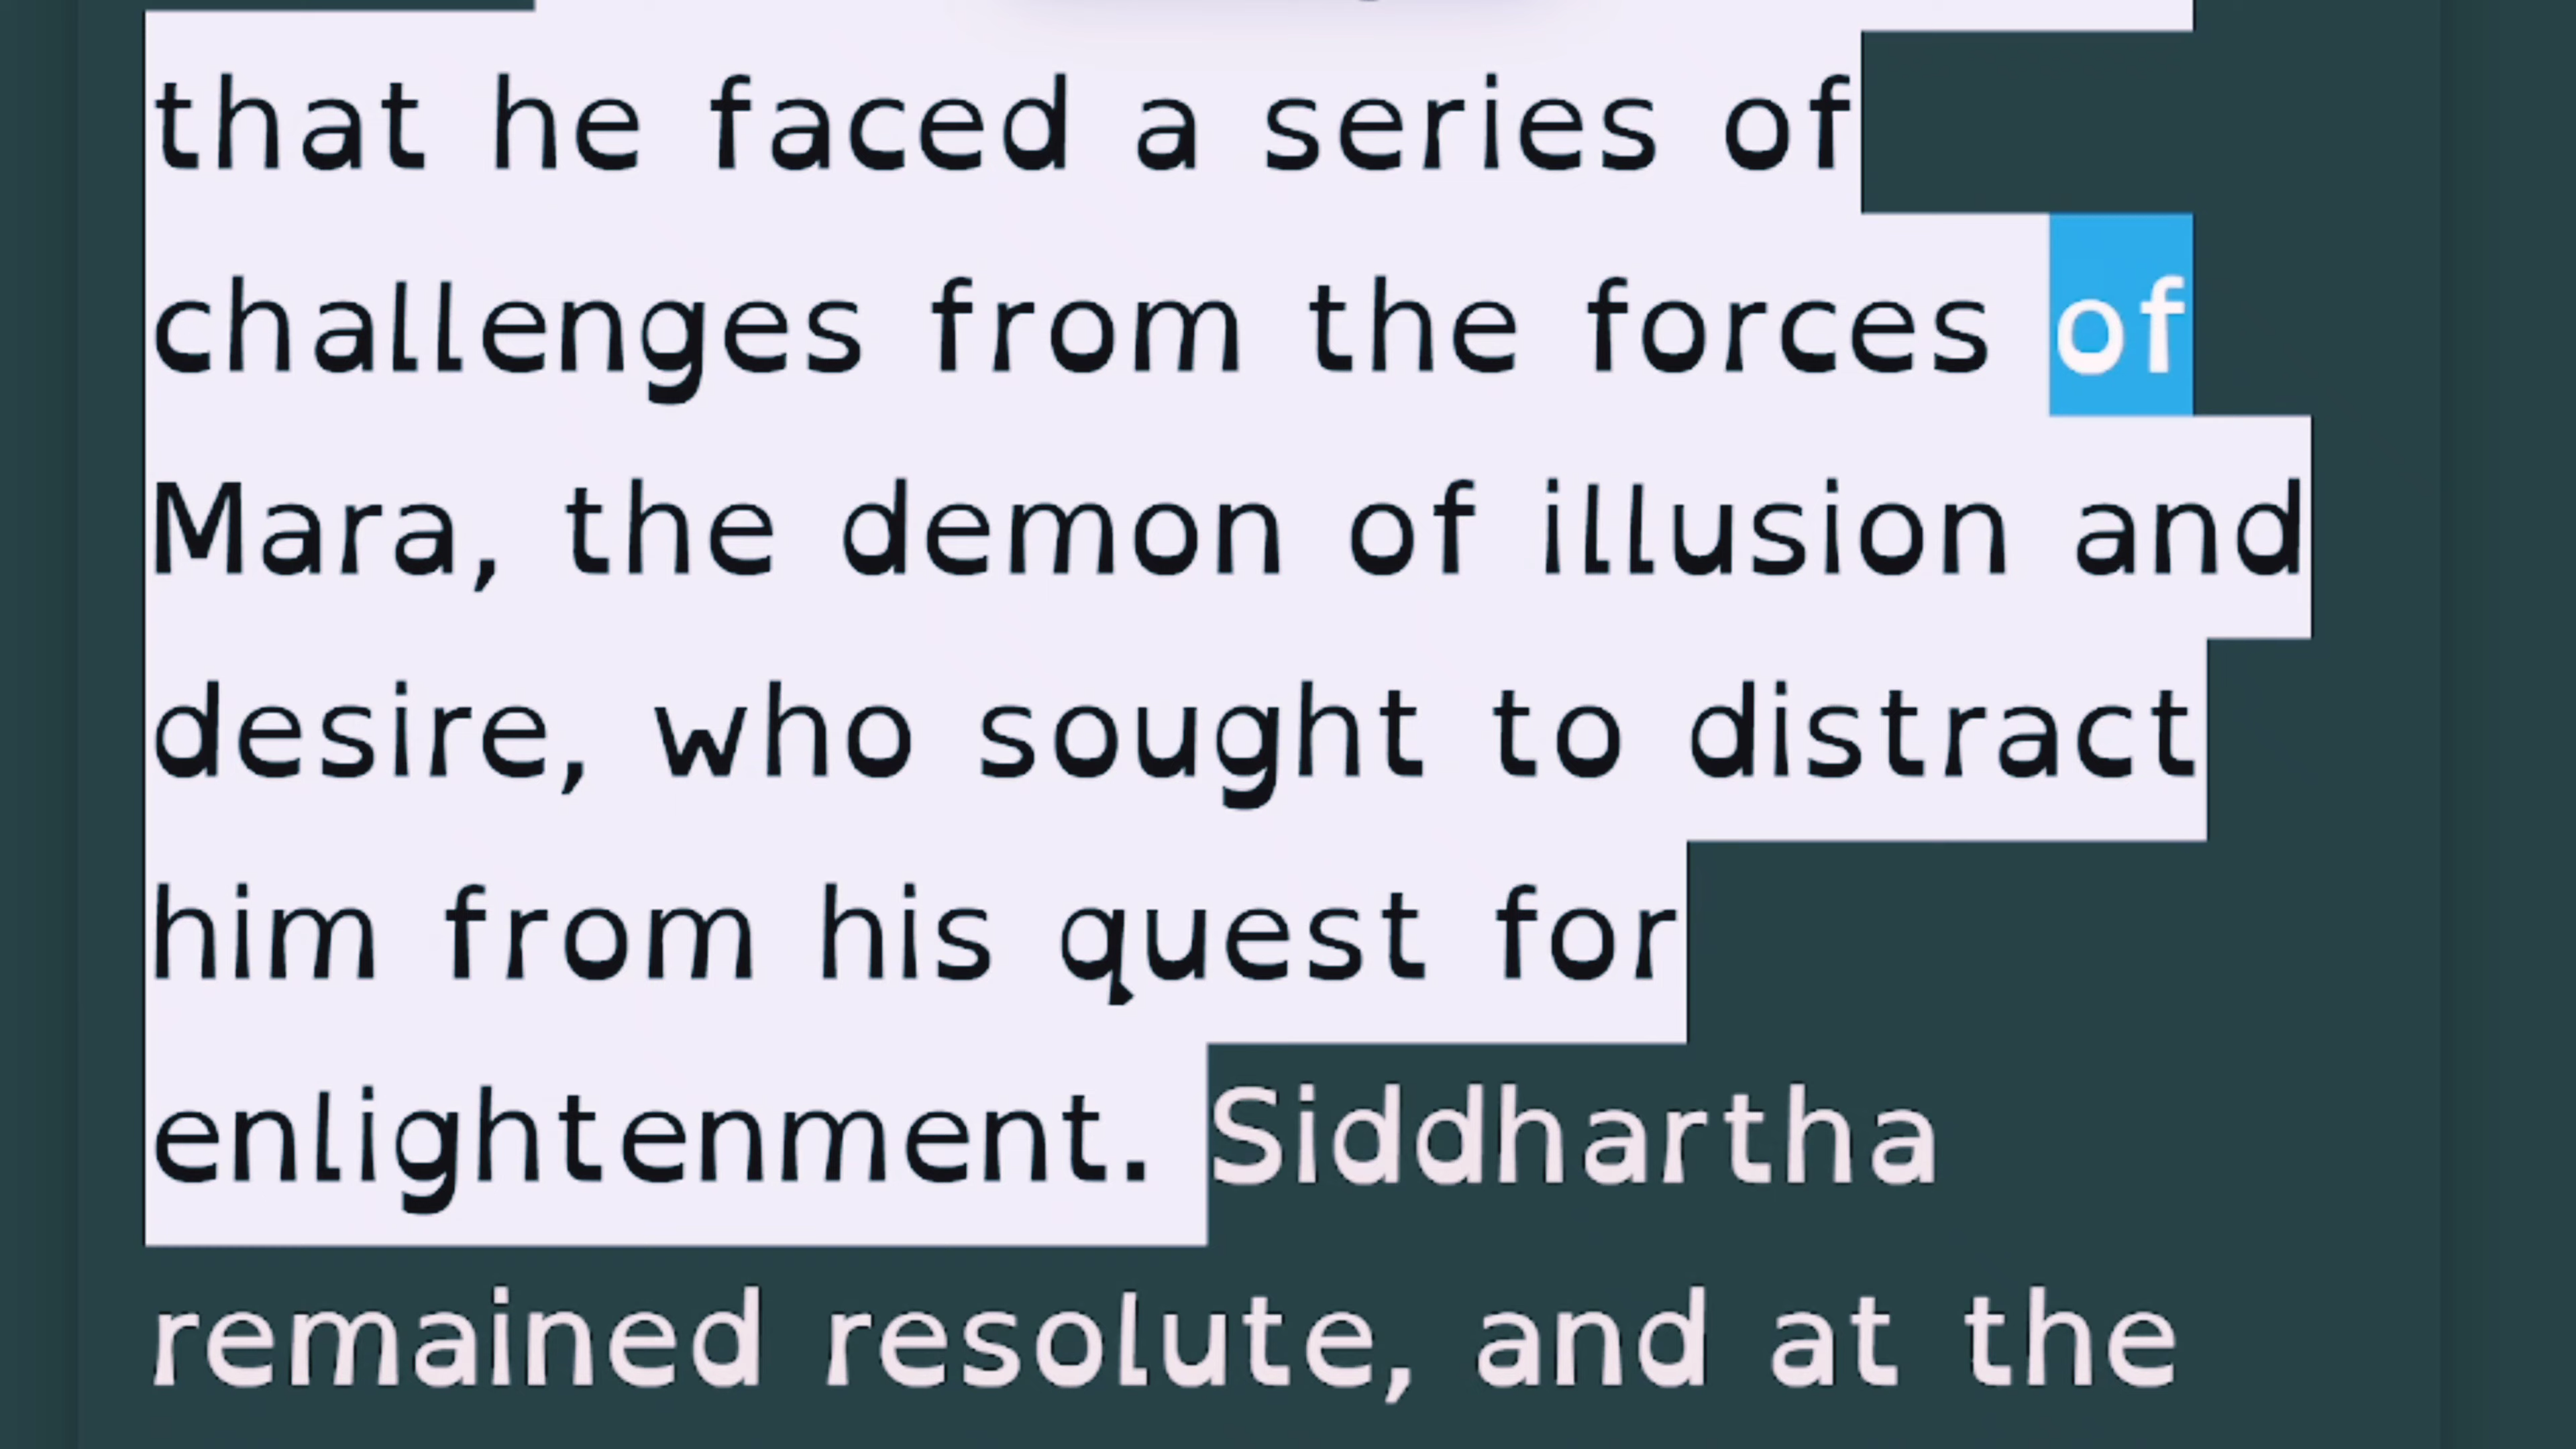 that he faced a series of
challenges from the forces of
Mara, the demon of illusion and
desire, who sought to distract
him from his quest for
enlightenment. Siddhartha
remained resolute, and at the